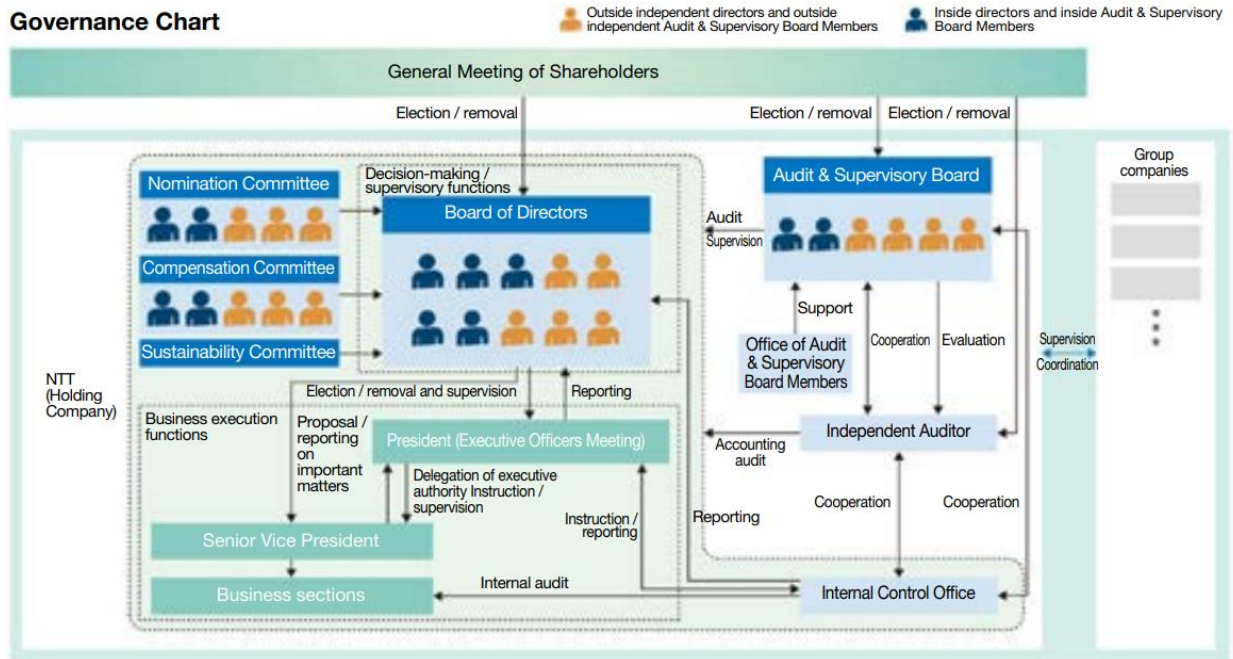 Governance Chart
Outside independent directors and outside
independent Audit & Supervisory Board Members
Inside directors and inside Audit & Supervisory
Board Members
General Meeting of Shareholders
Election / removal
Election / removal
Election / removal
NTT
(Holding
Company)
Nomination Committee
Compensation Committee
Sustainability Committee
Decision-making /
supervisory functions
Board of Directors
Audit
Supervision
Audit & Supervisory Board
Group
companies
Support
Office of Audit
& Supervisory
Board Members
Cooperation
Evaluation
Supervision
Coordination
Election / removal and supervision
Reporting
Business execution
functions
Proposal /
reporting
on
important
matters
President (Executive Officers Meeting)
Delegation of executive
authority Instruction /
supervision
Accounting
audit
Independent Auditor
Instruction /
reporting
Reporting
Cooperation
Cooperation
Senior Vice President
Business sections
Internal audit
Internal Control Office